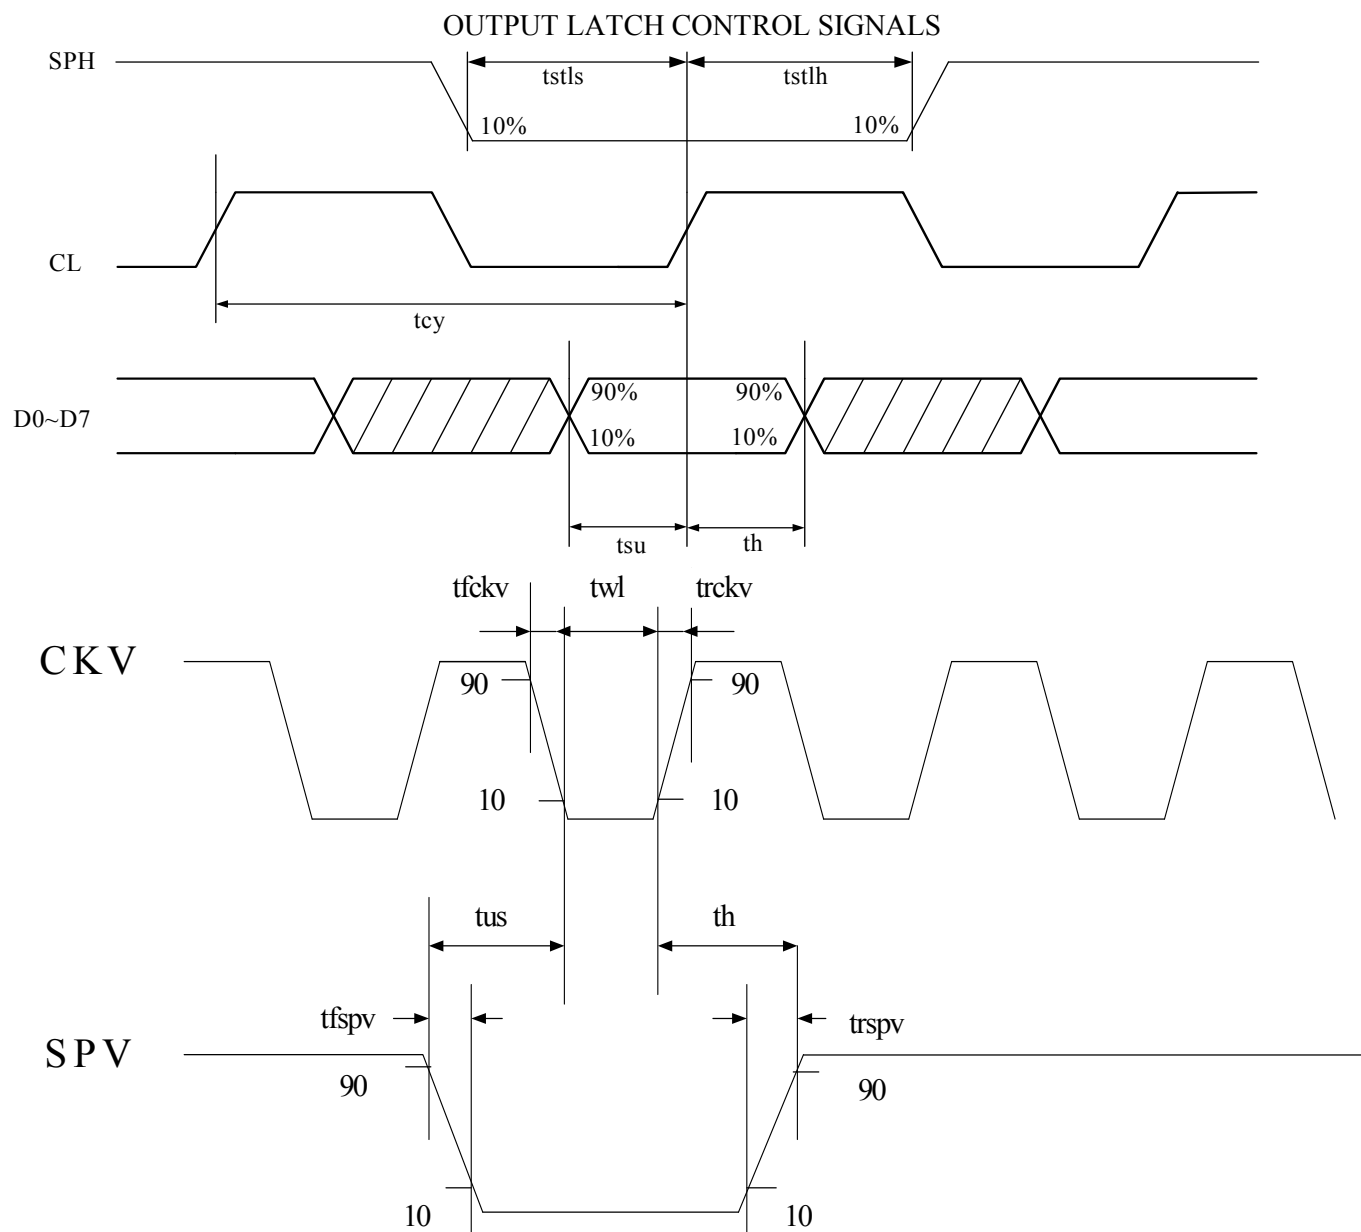 OUTPUT LATCH CONTROL SIGNALS
SPH
tstls
tstlh
10%
10%
CL
tcy
D0~D7
90%
90%
10%
10%
tsu
th
tfckv
twl
trckv
CKV
90
90
10
10
tus
th
tfspv
trspv
SPV
90
90
10
10